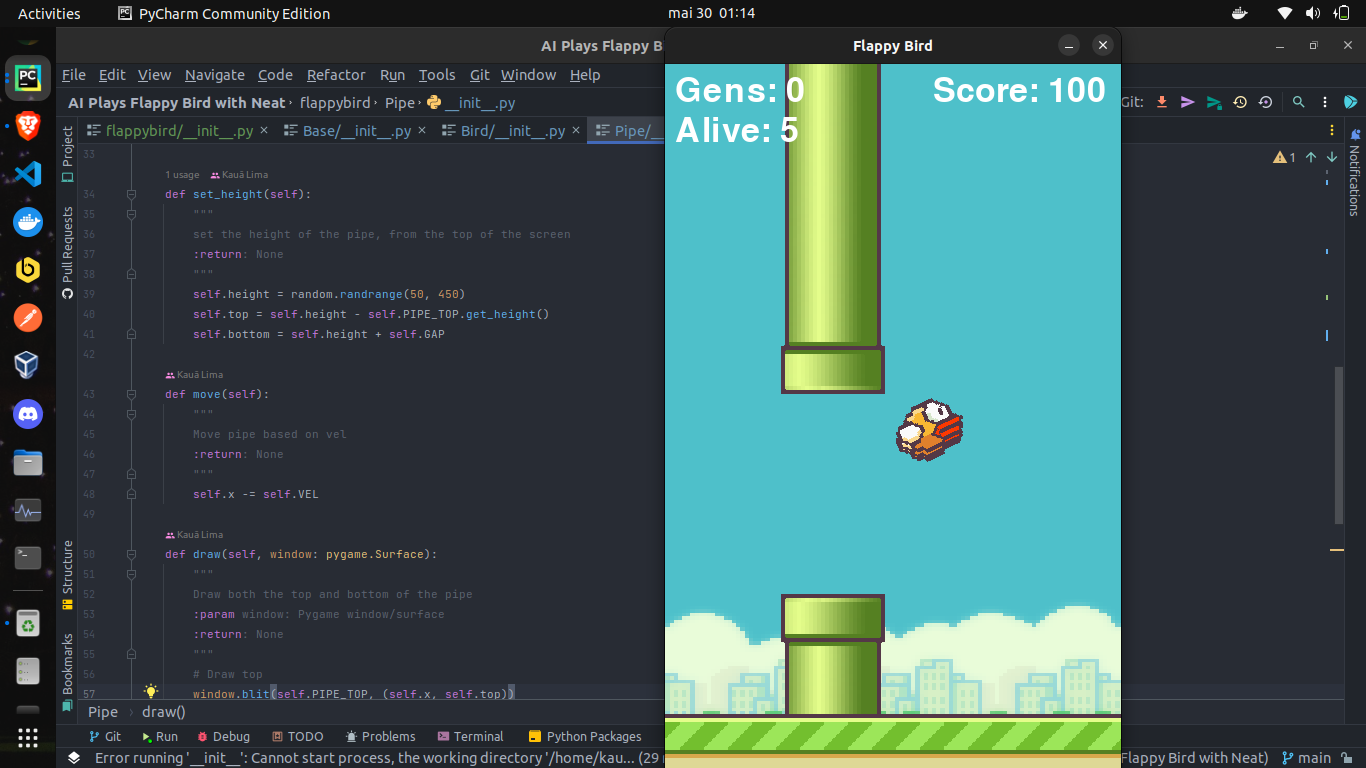 Activities
PyCharm Community Edition
mai 30 01:14
AI Plays Flappy B
Flappy Bird
File Edit View Navigate Code Refactor Run Tools Git Window Help
AI Plays Flappy Bird with Neat flappybird Pipe __init__.py
Git:
flappybird/__init__.py Base/__init__.py Bird/__init__.py Pipe/__
Gens: 0
Score: 100
Alive: 5
Project
Pull Requests
Structure
Bookmarks
Notifications
1
33
1 usage Kauã Lima
34 def set_height(self):
35 """
36 set the height of the pipe, from the top of the screen
37 :return: None
38 """
39 self.height = random.randrange(50, 450)
40 self.top = self.height - self.PIPE_TOP.get_height()
41 self.bottom = self.height + self.GAP
42
Kauã Lima
43 def move(self):
44 """
45 Move pipe based on vel
46 :return: None
47 """
48 self.x -= self.VEL
49
Kauã Lima
50 def draw(self, window: pygame.Surface):
51 """
52 Draw both the top and bottom of the pipe
53 :param window: Pygame window/surface
54 :return: None
55 """
56 # Draw top
57 window.blit(self.PIPE_TOP, (self.x, self.top))
Pipe draw()
Git Run Debug TODO Problems Terminal Python Packages
Error running '__init__': Cannot start process, the working directory '/home/kau... (29
Flappy Bird with Neat) main